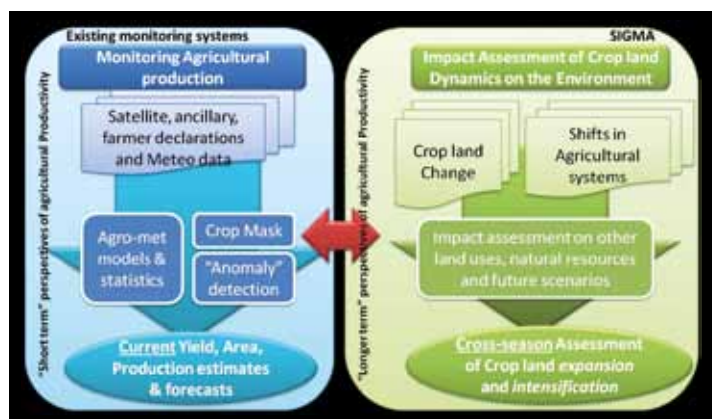 Existing monitoring systems
Monitoring Agricultural
production
"Short term" perspectives of agricultural Productivity
Satellite, ancillary,
farmer declarations
and Meteo data
Agro-met
models &
statistics
Crop Mask
"Anomaly"
detection
Current Yield, Area,
Production estimates
& forecasts
SIGMA
Impact Assessment of Crop land
Dynamics on the Environment
"Longer term" perspectives of agricultural Productivity
Crop land
Change
Shifts in
Agricultural
systems
Impact assessment on other
land uses, natural resources
and future scenarios
Cross-season Assessment
of Crop land expansion
and intensification